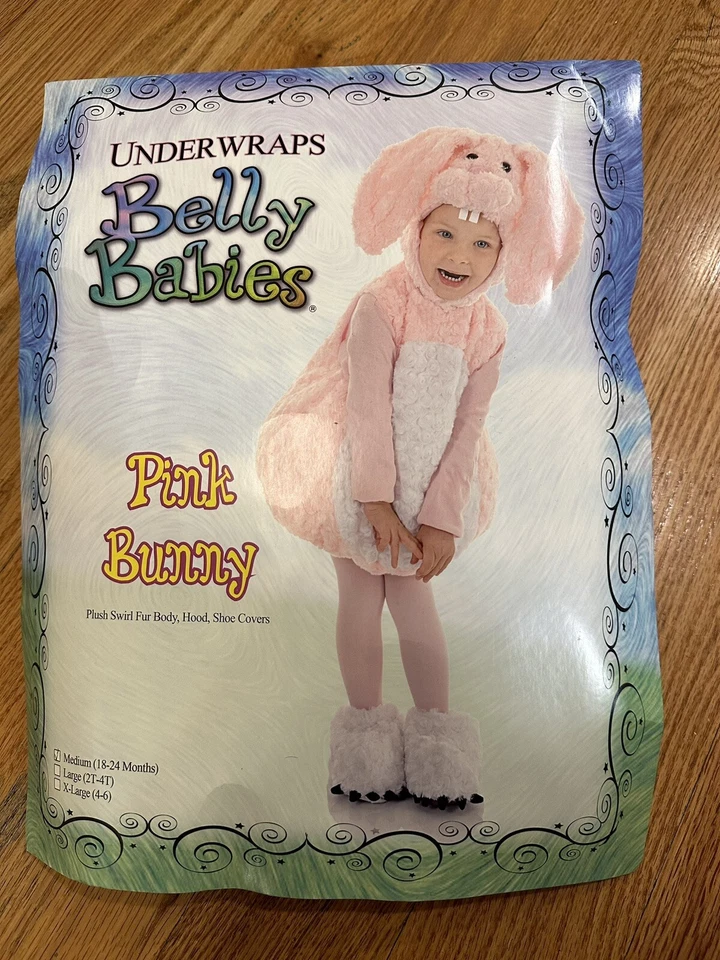 UNDERWRAPS
Belly
Babies®
Pink
Bunny
Plush Swirl Fur Body, Hood, Shoe Covers
Medium (18-24 Months)
Large (2T-4T)
X-Large (4-6)